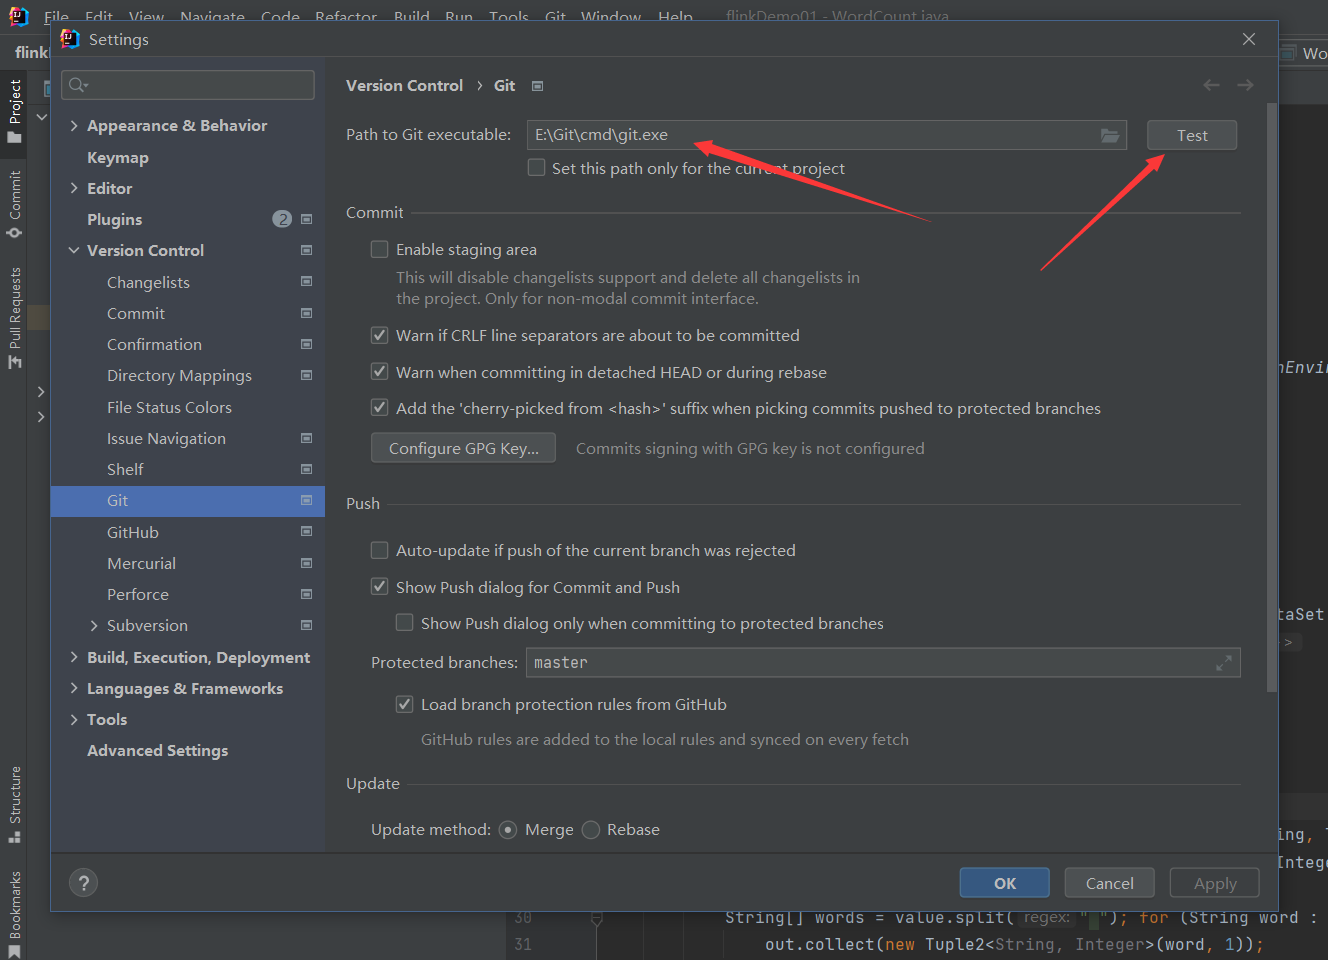 File Edit View Navigate Code Refactor Build Run Tools Git Window Help flinkDemo01 - WordCount.java
Settings
flink
Wo
Project
Commit
Pull Requests
Structure
Bookmarks
Appearance & Behavior
Keymap
Editor
Plugins 2
Version Control
Changelists
Commit
Confirmation
Directory Mappings
File Status Colors
Issue Navigation
Shelf
Git
GitHub
Mercurial
Perforce
Subversion
Build, Execution, Deployment
Languages & Frameworks
Tools
Advanced Settings
Version Control › Git
Path to Git executable: E:\Git\cmd\git.exe Test
Set this path only for the current project
Commit
Enable staging area
This will disable changelists support and delete all changelists in
the project. Only for non-modal commit interface.
Warn if CRLF line separators are about to be committed
Warn when committing in detached HEAD or during rebase
Add the 'cherry-picked from <hash>' suffix when picking commits pushed to protected branches
Configure GPG Key... Commits signing with GPG key is not configured
Push
Auto-update if push of the current branch was rejected
Show Push dialog for Commit and Push
Show Push dialog only when committing to protected branches
Protected branches: master
Load branch protection rules from GitHub
GitHub rules are added to the local rules and synced on every fetch
Update
Update method: Merge Rebase
? OK Cancel Apply
nEnvir
taSet
>
ing,
Intege
30 String[] words = value.split( regex: " "); for (String word :
31 out.collect(new Tuple2<String, Integer>(word, 1));